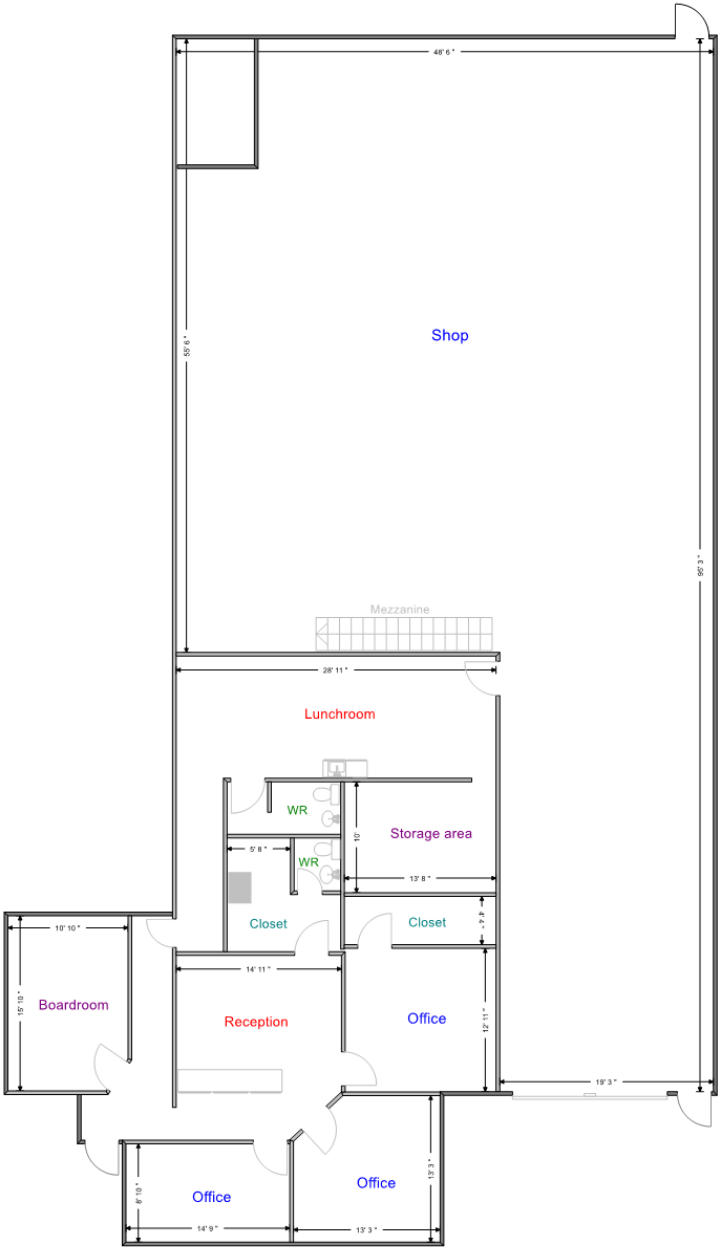 48' 6 "
55' 6 "
Shop
95' 3 "
Mezzanine
28' 11 "
Lunchroom
WR
10'
Storage area
5' 8 "
WR
13' 8 "
Closet
Closet
4' 4 "
10' 10 "
14' 11 "
15' 10 "
Boardroom
Reception
Office
12' 11 "
19' 3 "
8' 10 "
Office
Office
13' 3 "
14' 9 "
13' 3 "